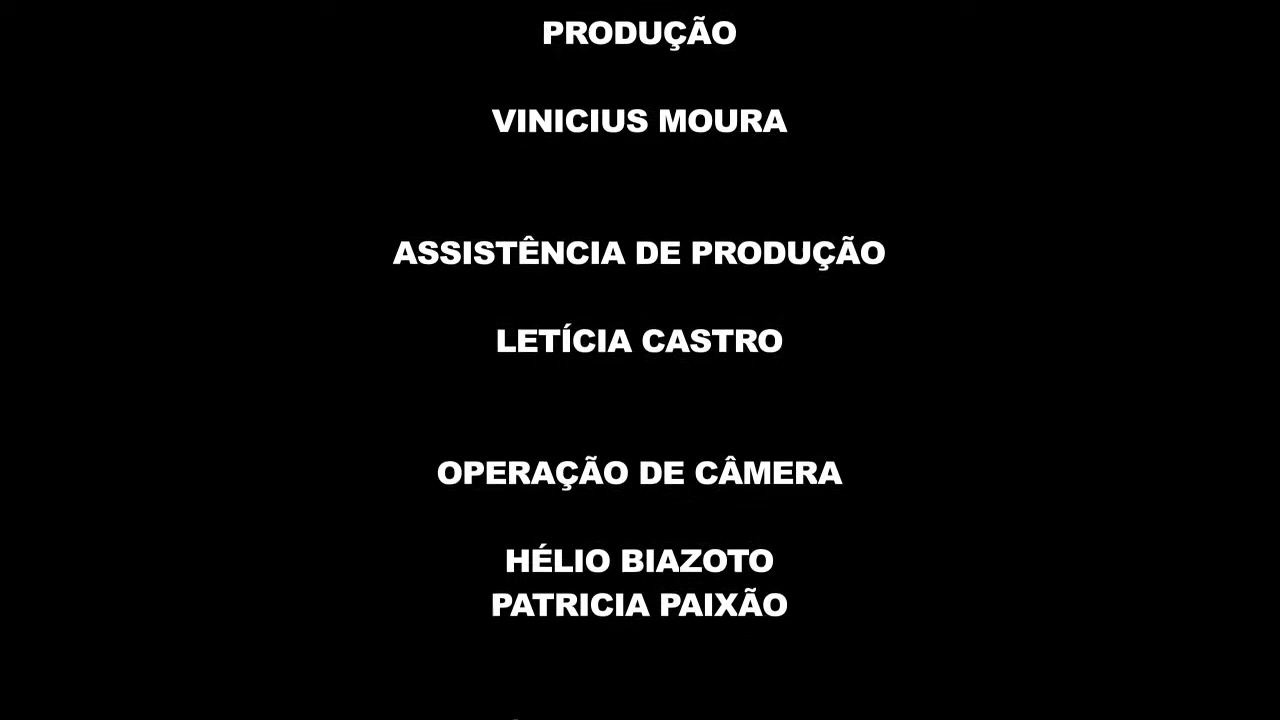 PRODUÇÃO
VINICIUS MOURA
ASSISTÊNCIA DE PRODUÇÃO
LETÍCIA CASTRO
OPERAÇÃO DE CÂMERA
HÉLIO BIAZOTO
PATRICIA PAIXÃO